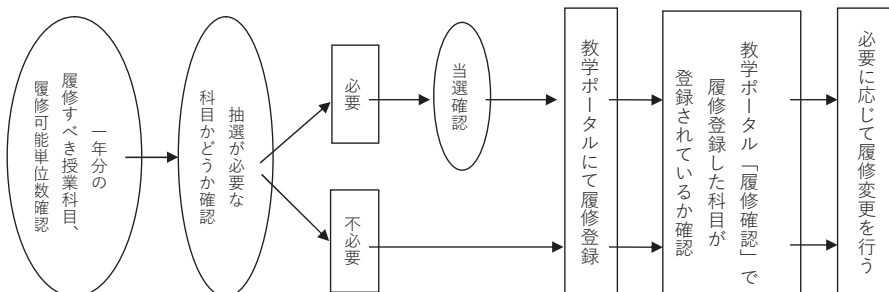 一年分の
履修すべき授業科目、
履修可能単位数確認
抽選が必要な
科目かどうか確認
必要
不必要
当選確認
教学ポータルにて履修登録
教学ポータル「履修確認」で
履修登録した科目が
登録されているか確認
必要に応じて履修変更を行う